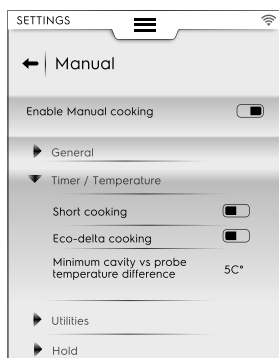 SETTINGS
Manual
Enable Manual cooking
General
Timer / Temperature
Short cooking
Eco-delta cooking
Minimum cavity vs probe
temperature difference
5C°
Utilities
Hold